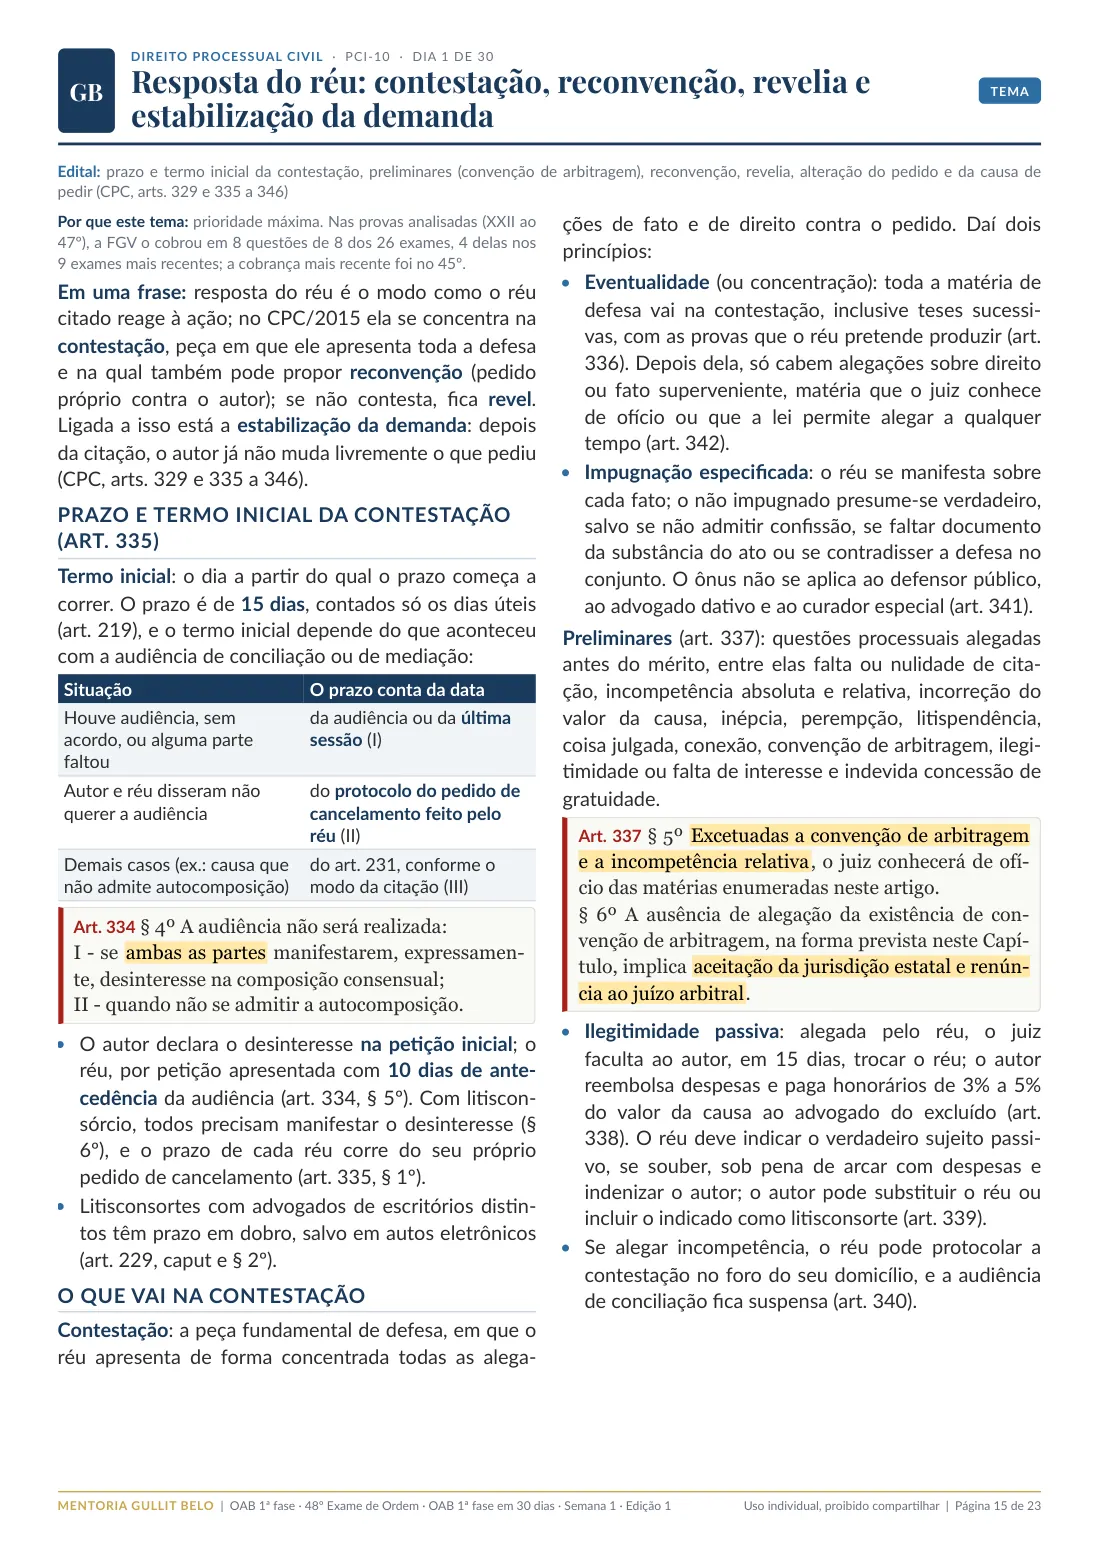 GB
DIREITO PROCESSUAL CIVIL · PCI-10 · DIA 1 DE 30
Resposta do réu: contestação, reconvenção, revelia e
estabilização da demanda
TEMA
Edital: prazo e termo inicial da contestação, preliminares (convenção de arbitragem), reconvenção, revelia, alteração do pedido e da causa de
pedir (CPC, arts. 329 e 335 a 346)
Por que este tema: prioridade máxima. Nas provas analisadas (XXII ao
47º), a FGV o cobrou em 8 questões de 8 dos 26 exames, 4 delas nos
9 exames mais recentes; a cobrança mais recente foi no 45º.
Em uma frase: resposta do réu é o modo como o réu
citado reage à ação; no CPC/2015 ela se concentra na
contestação, peça em que ele apresenta toda a defesa
e na qual também pode propor reconvenção (pedido
próprio contra o autor); se não contesta, fica revel.
Ligada a isso está a estabilização da demanda: depois
da citação, o autor já não muda livremente o que pediu
(CPC, arts. 329 e 335 a 346).
PRAZO E TERMO INICIAL DA CONTESTAÇÃO
(ART. 335)
Termo inicial: o dia a partir do qual o prazo começa a
correr. O prazo é de 15 dias, contados só os dias úteis
(art. 219), e o termo inicial depende do que aconteceu
com a audiência de conciliação ou de mediação:
Situação O prazo conta da data
Houve audiência, sem
acordo, ou alguma parte
faltou
da audiência ou da última
sessão (I)
Autor e réu disseram não
querer a audiência
do protocolo do pedido de
cancelamento feito pelo
réu (II)
Demais casos (ex.: causa que
não admite autocomposição)
do art. 231, conforme o
modo da citação (III)
Art. 334 § 4º A audiência não será realizada:
I - se ambas as partes manifestarem, expressamen-
te, desinteresse na composição consensual;
II - quando não se admitir a autocomposição.
• O autor declara o desinteresse na petição inicial; o
réu, por petição apresentada com 10 dias de ante-
cedência da audiência (art. 334, § 5º). Com litiscon-
sórcio, todos precisam manifestar o desinteresse (§
6º), e o prazo de cada réu corre do seu próprio
pedido de cancelamento (art. 335, § 1º).
• Litisconsortes com advogados de escritórios distin-
tos têm prazo em dobro, salvo em autos eletrônicos
(art. 229, caput e § 2º).
O QUE VAI NA CONTESTAÇÃO
Contestação: a peça fundamental de defesa, em que o
réu apresenta de forma concentrada todas as alega-
ções de fato e de direito contra o pedido. Daí dois
princípios:
• Eventualidade (ou concentração): toda a matéria de
defesa vai na contestação, inclusive teses sucessi-
vas, com as provas que o réu pretende produzir (art.
336). Depois dela, só cabem alegações sobre direito
ou fato superveniente, matéria que o juiz conhece
de ofício ou que a lei permite alegar a qualquer
tempo (art. 342).
• Impugnação especificada: o réu se manifesta sobre
cada fato; o não impugnado presume-se verdadeiro,
salvo se não admitir confissão, se faltar documento
da substância do ato ou se contradisser a defesa no
conjunto. O ônus não se aplica ao defensor público,
ao advogado dativo e ao curador especial (art. 341).
Preliminares (art. 337): questões processuais alegadas
antes do mérito, entre elas falta ou nulidade de cita-
ção, incompetência absoluta e relativa, incorreção do
valor da causa, inépcia, perempção, litispendência,
coisa julgada, conexão, convenção de arbitragem, ilegi-
timidade ou falta de interesse e indevida concessão de
gratuidade.
Art. 337 § 5º Excetuadas a convenção de arbitragem
e a incompetência relativa, o juiz conhecerá de ofí-
cio das matérias enumeradas neste artigo.
§ 6º A ausência de alegação da existência de con-
venção de arbitragem, na forma prevista neste Capí-
tulo, implica aceitação da jurisdição estatal e renún-
cia ao juízo arbitral.
• Ilegitimidade passiva: alegada pelo réu, o juiz
faculta ao autor, em 15 dias, trocar o réu; o autor
reembolsa despesas e paga honorários de 3% a 5%
do valor da causa ao advogado do excluído (art.
338). O réu deve indicar o verdadeiro sujeito passi-
vo, se souber, sob pena de arcar com despesas e
indenizar o autor; o autor pode substituir o réu ou
incluir o indicado como litisconsorte (art. 339).
• Se alegar incompetência, o réu pode protocolar a
contestação no foro do seu domicílio, e a audiência
de conciliação fica suspensa (art. 340).
MENTORIA GULLIT BELO | OAB 1ª fase · 48º Exame de Ordem · OAB 1ª fase em 30 dias · Semana 1 · Edição 1
Uso individual, proibido compartilhar | Página 15 de 23